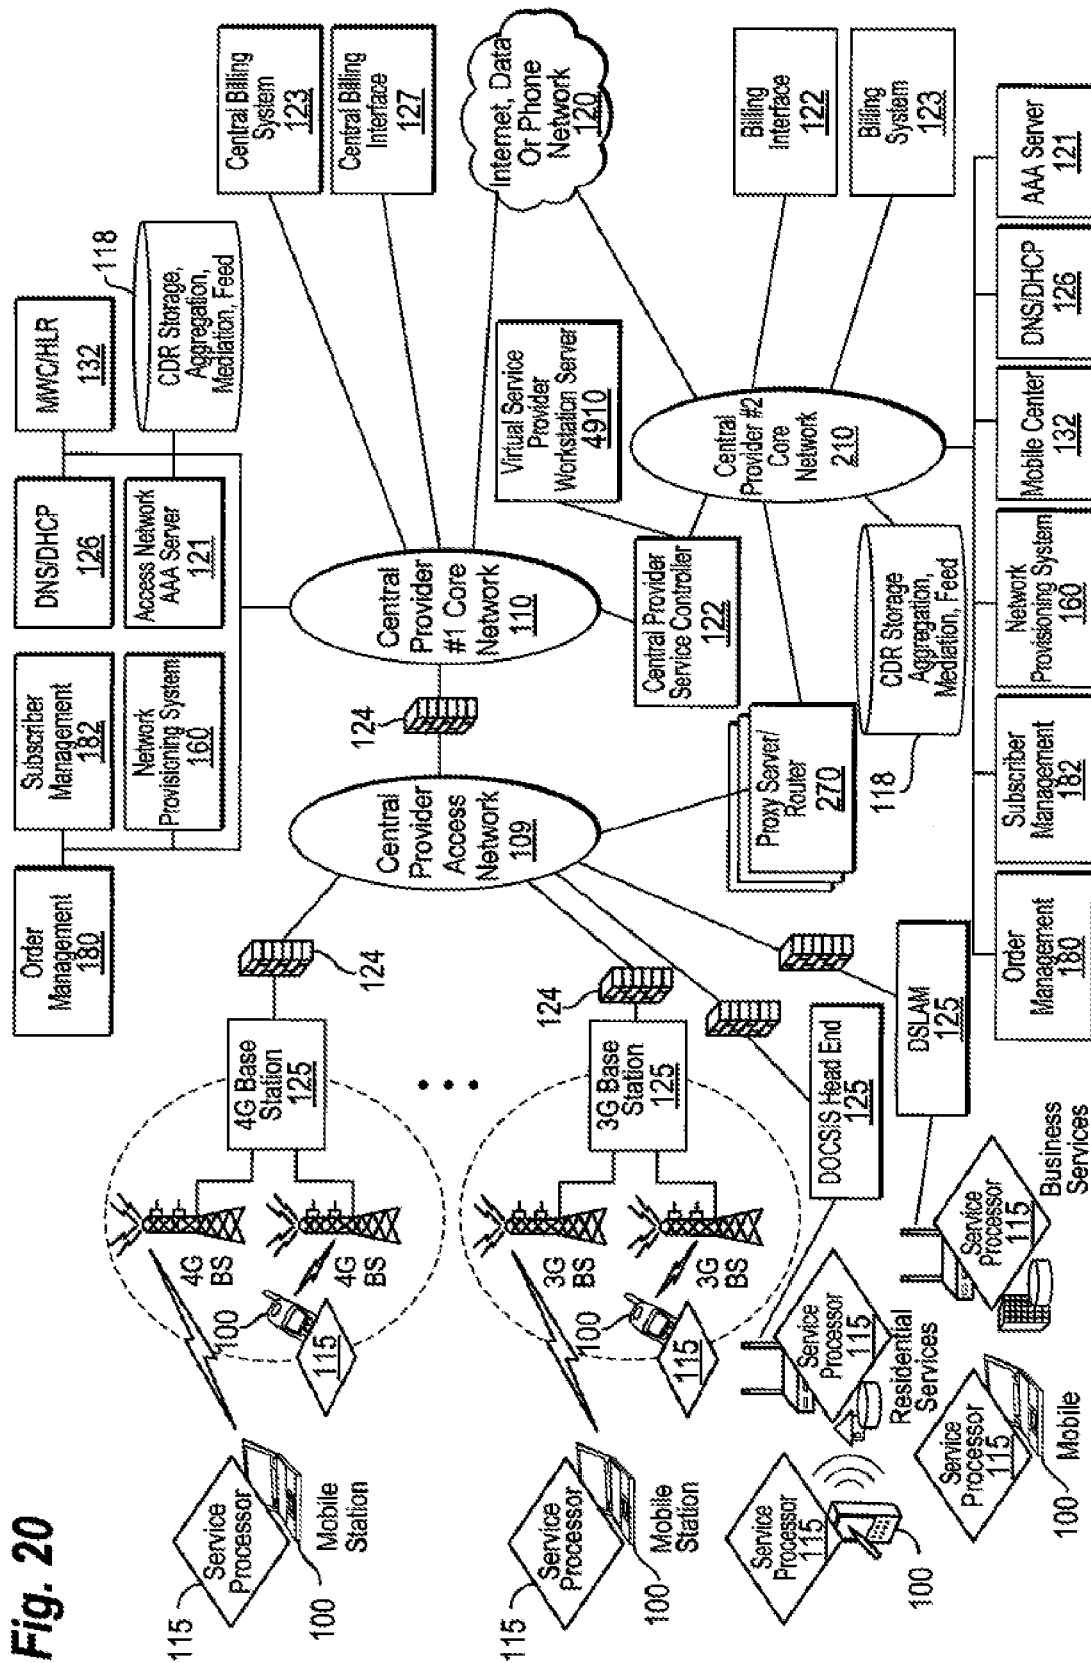 Fig. 20
Order
Management
180
Subscriber
Management
182
Network
Provisioning System
160
DNS/DHCP
126
Access Network
AAA Server
121
MWC/HLR
132
118
CDR Storage,
Aggregation,
Mediation, Feed
Central Billing
System
123
Central Billing
Interface
127
Internet, Data
Or Phone
Network
120
115
Service
Processor
100
Mobile
Station
4G
BS
4G
BS
100
115
4G Base
Station
125
124
Central
Provider
Access
Network
109
124
Central
Provider
#1 Core
Network
110
115
Service
Processor
100
Mobile
Station
3G
BS
3G
BS
100
115
3G Base
Station
125
124
Virtual Service
Provider
Workstation Server
4910
Central Provider
Service Controller
122
Central
Provider #2
Core
Network
210
Billing
Interface
122
Billing
System
123
Proxy Server/
Router
270
118
CDR Storage
Aggregation,
Mediation, Feed
DOCSIS Head End
125
DSLAM
125
Service
Processor
115
100
Service
Processor
115
Residential
Services
Service
Processor
115
100
Mobile
Service
Processor
115
Business
Services
Order
Management
180
Subscriber
Management
182
Network
Provisioning System
160
Mobile Center
132
DNS/DHCP
126
AAA Server
121